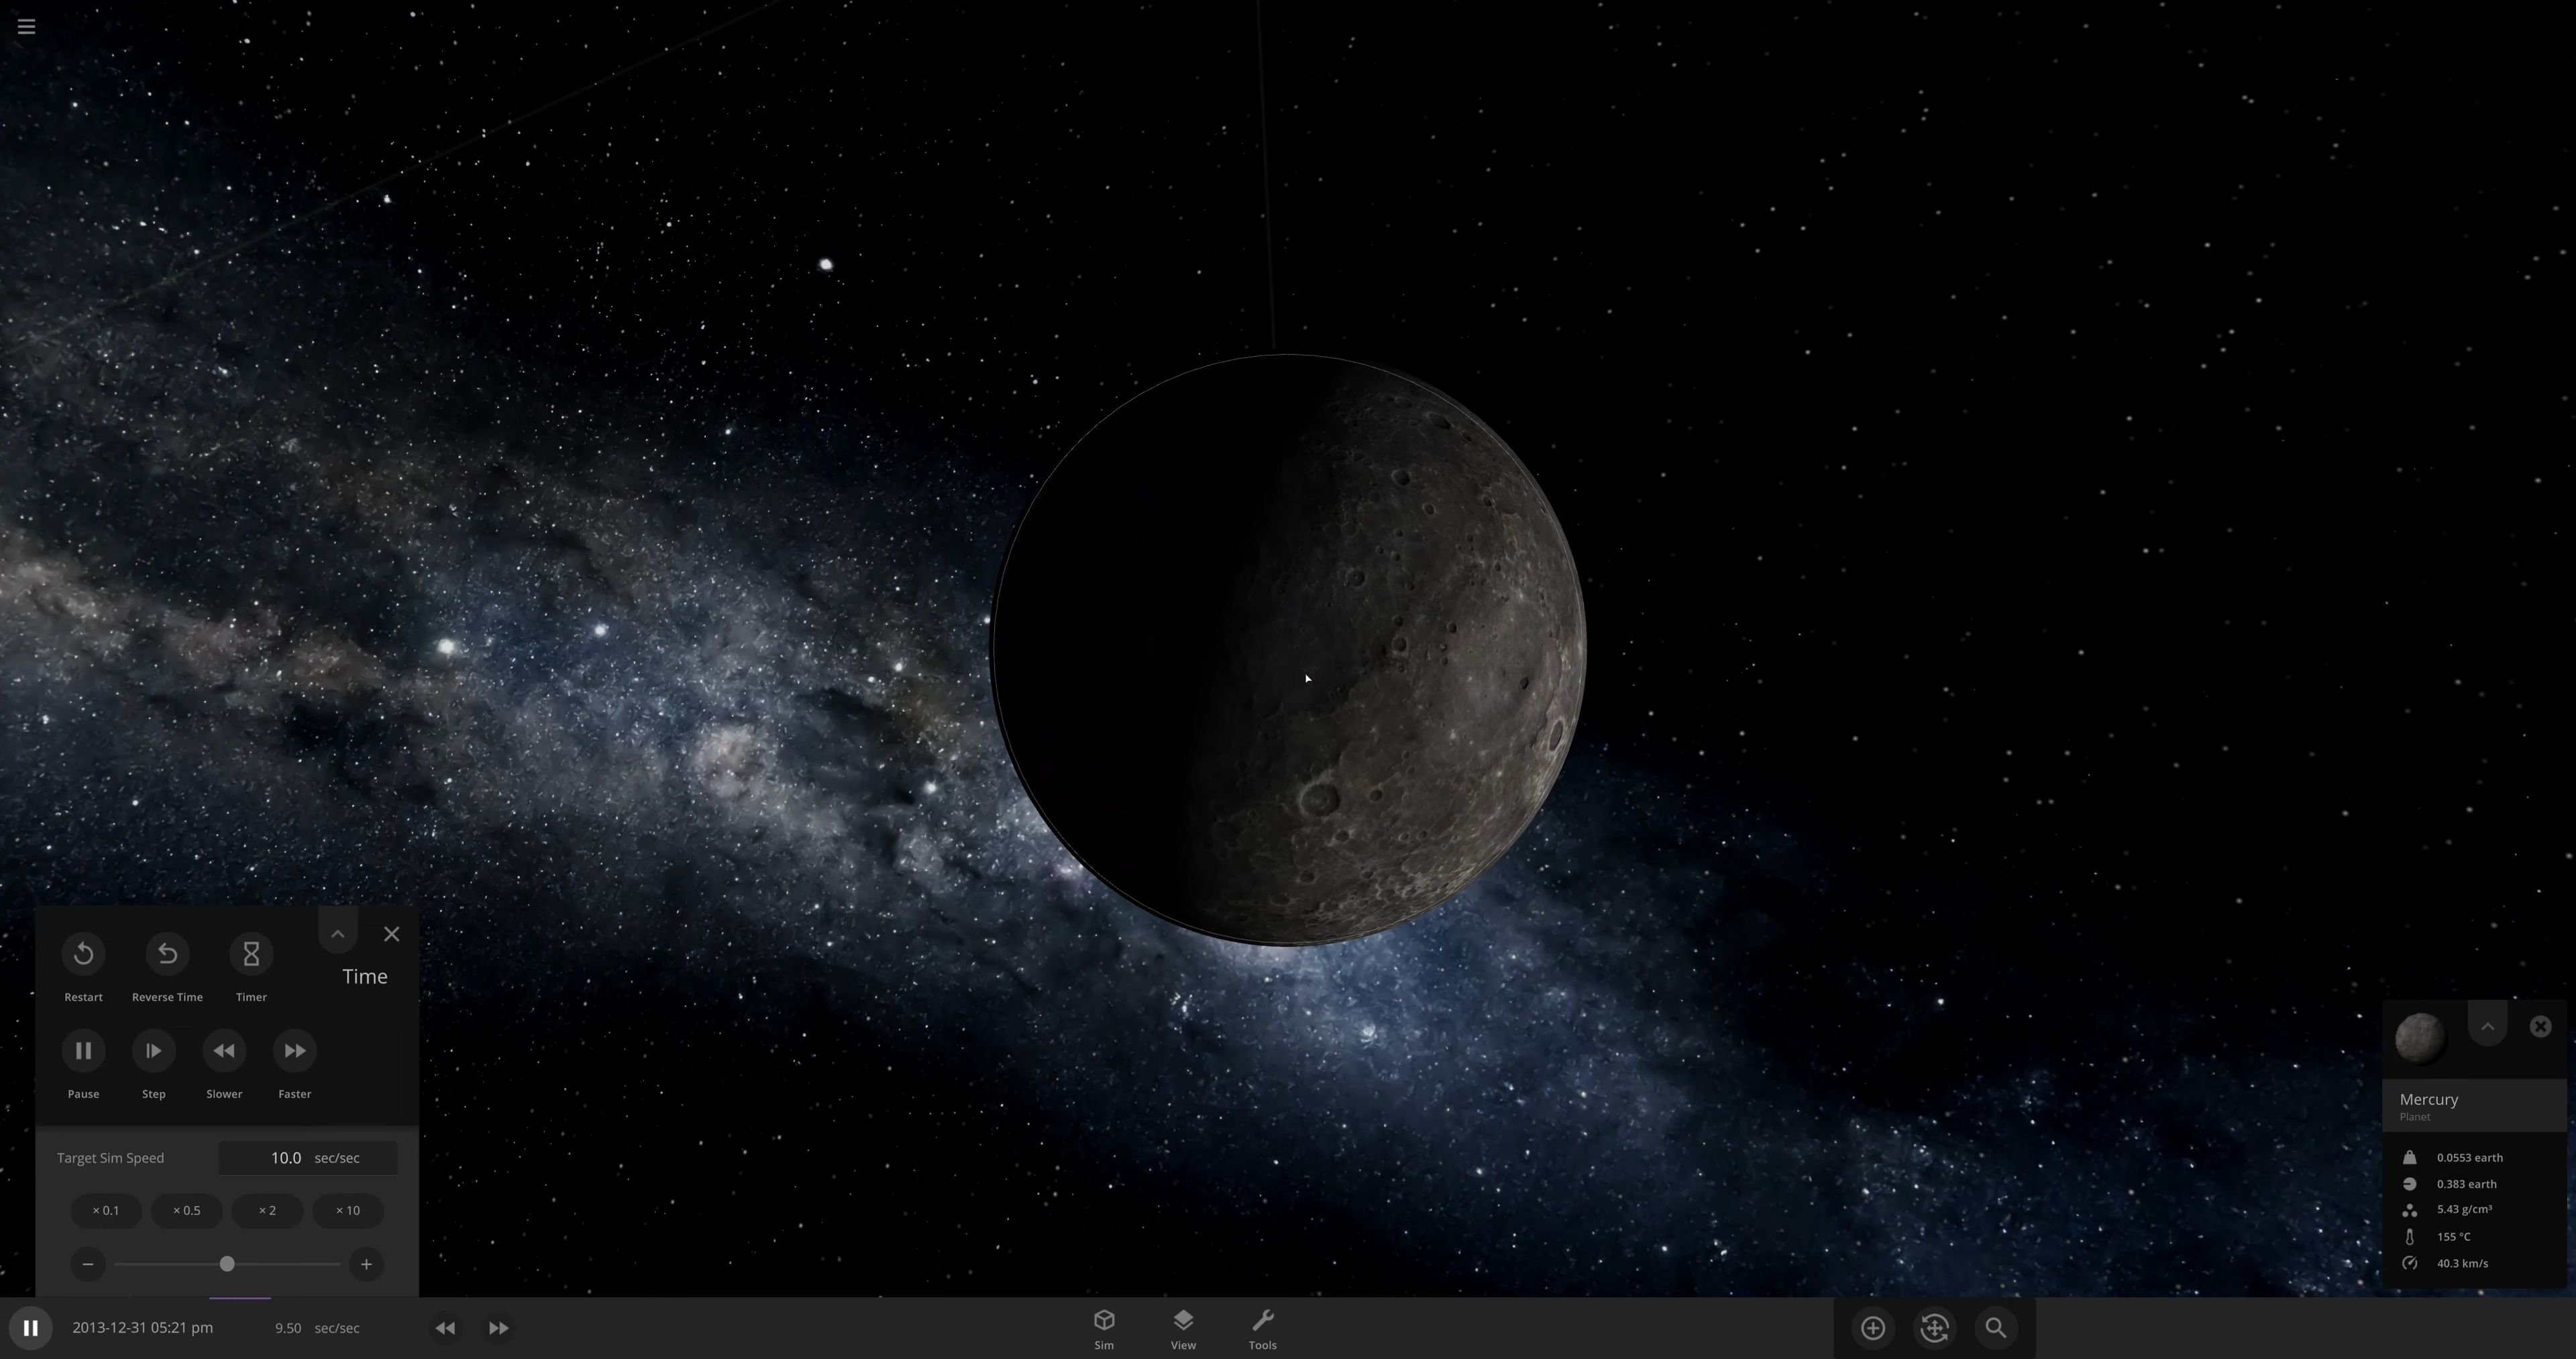 Time
Restart
Reverse Time
Timer
Pause
Step
Slower
Faster
Target Sim Speed 10.0 sec/sec
× 0.1 × 0.5 × 2 × 10
2013-12-31 05:21 pm 9.50 sec/sec
Sim
View
Tools
Mercury
Planet
0.0553 earth
0.383 earth
5.43 g/cm³
155 °C
40.3 km/s